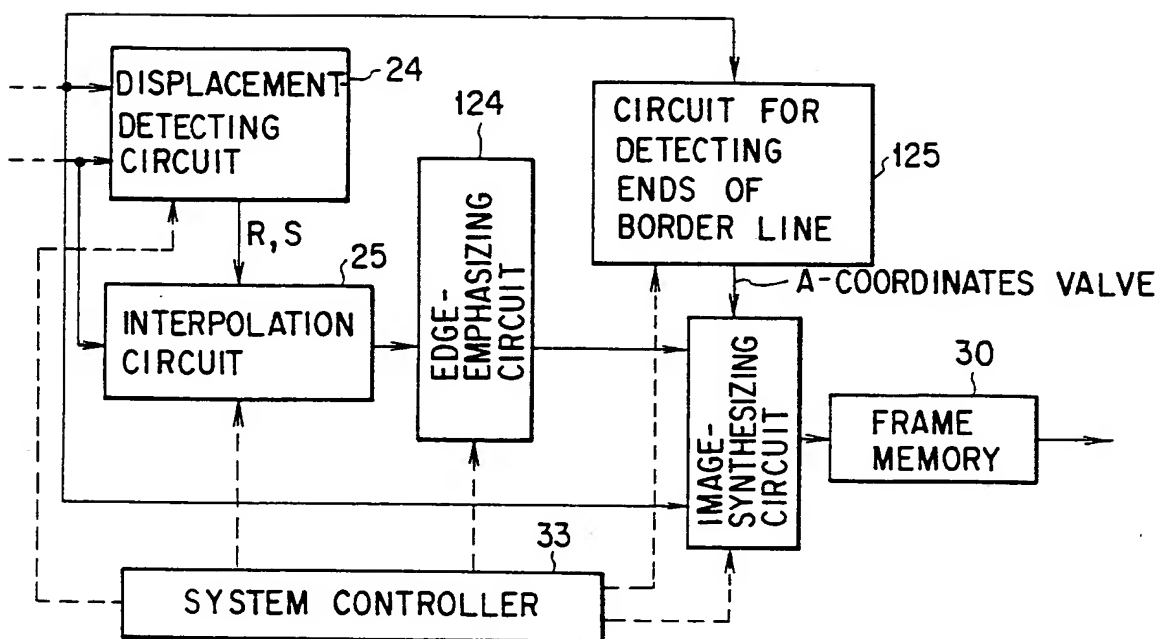 DISPLACEMENT
DETECTING
CIRCUIT
24
R,S
25
INTERPOLATION
CIRCUIT
124
EDGE-
EMPHASIZING
CIRCUIT
CIRCUIT FOR
DETECTING
ENDS OF
BORDER LINE
125
A-COORDINATES VALVE
IMAGE-
SYNTHESIZING
CIRCUIT
30
FRAME
MEMORY
33
SYSTEM CONTROLLER